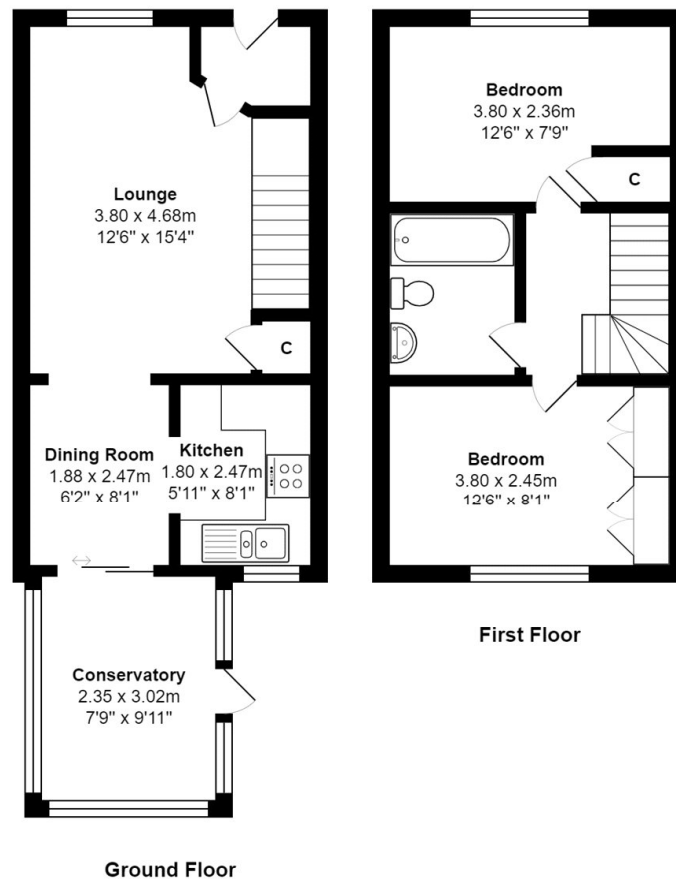 Lounge
3.80 x 4.68m
12'6" x 15'4"
C
Dining Room
1.88 x 2.47m
6'2" x 8'1"
Kitchen
1.80 x 2.47m
5'11" x 8'1"
Conservatory
2.35 x 3.02m
7'9" x 9'11"
Ground Floor
Bedroom
3.80 x 2.36m
12'6" x 7'9"
C
Bedroom
3.80 x 2.45m
12'6" x 8'1"
First Floor